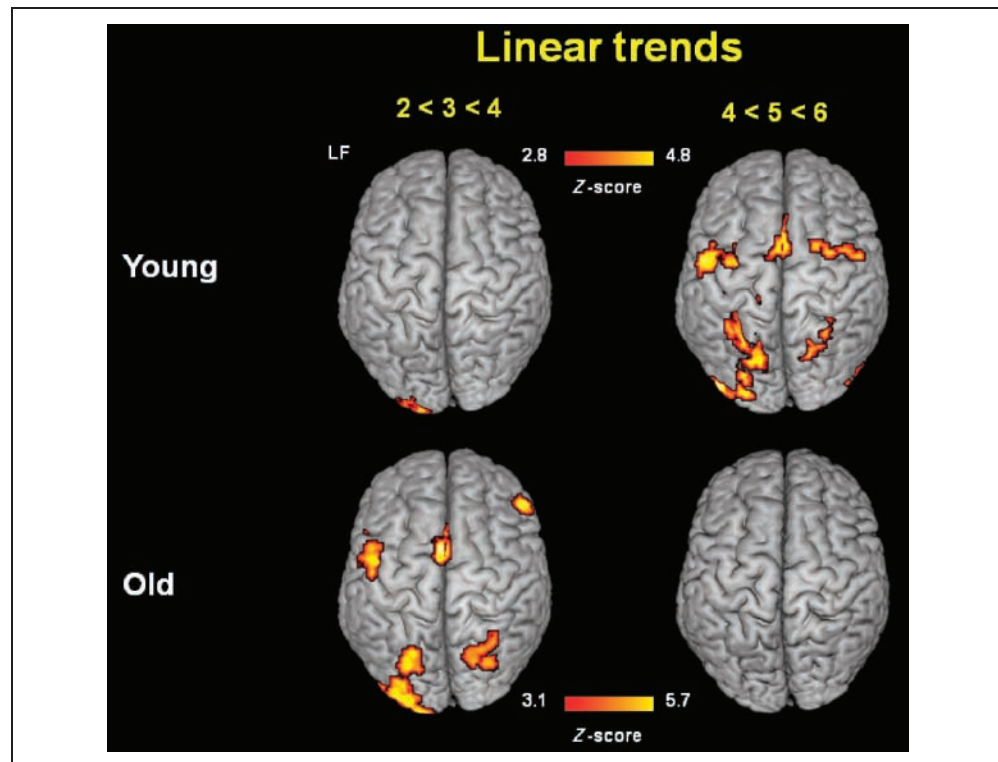 Linear trends
2 < 3 < 4
4 < 5 < 6
LF
2.8
4.8
Z-score
Young
Old
3.1
5.7
Z-score